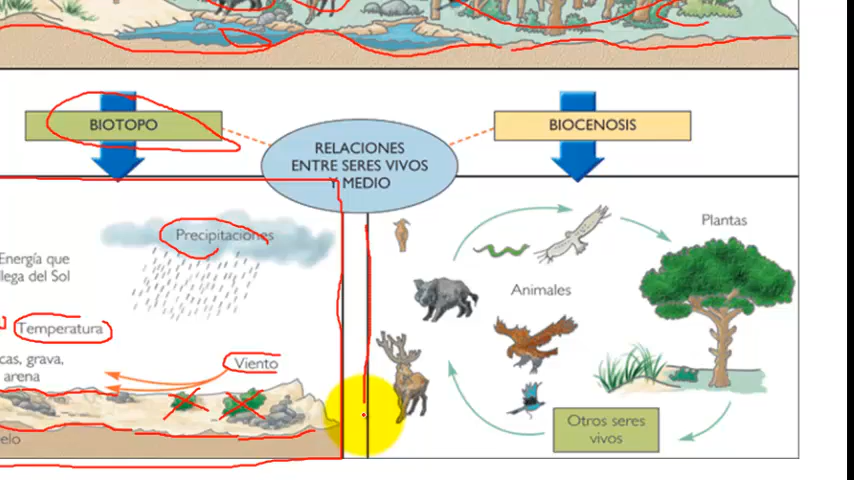 BIOTOPO
BIOCENOSIS
RELACIONES
ENTRE SERES VIVOS
Y MEDIO
Precipitaciones
Energía que
llega del Sol
Temperatura
cas, grava,
arena
Viento
elo
Plantas
Animales
Otros seres
vivos